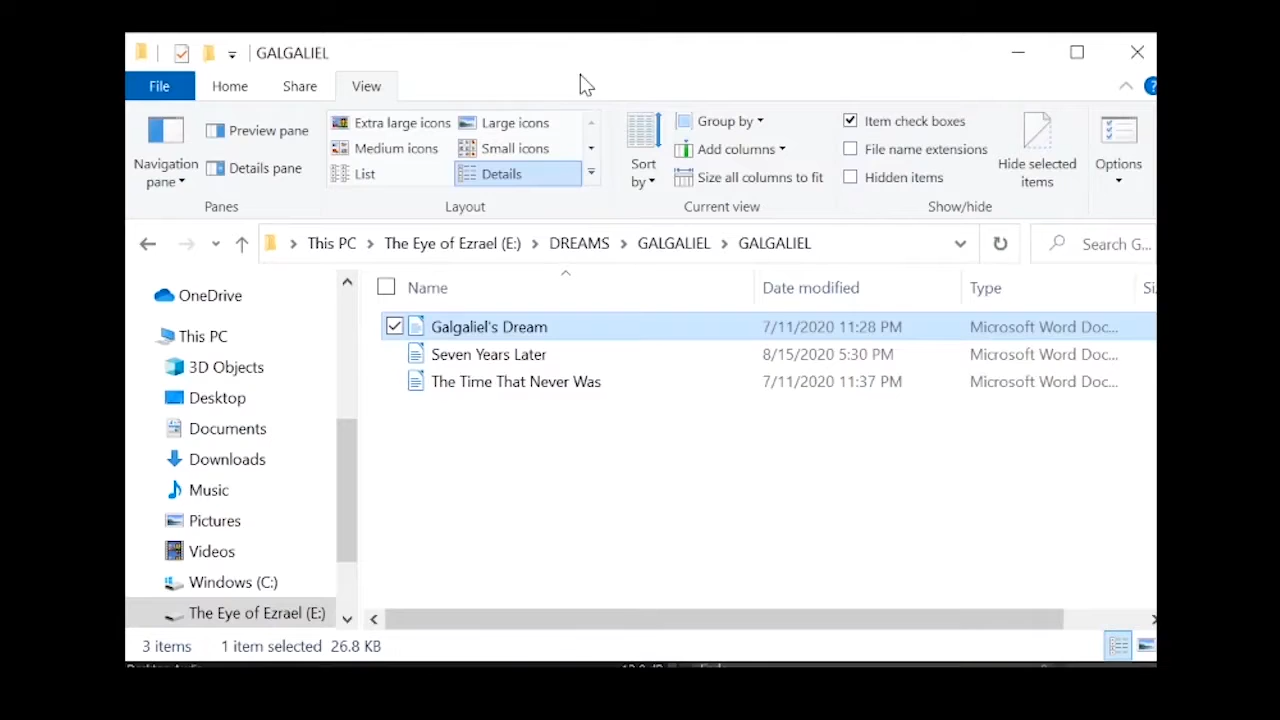 GALGALIEL
File Home Share View
Navigation pane
Preview pane
Details pane
Panes
Extra large icons Large icons
Medium icons Small icons
List Details
Layout
Sort by
Group by
Add columns
Size all columns to fit
Current view
Item check boxes
File name extensions
Hidden items
Hide selected items
Show/hide
Options
This PC The Eye of Ezrael (E:) DREAMS GALGALIEL GALGALIEL
Search G...
OneDrive
This PC
3D Objects
Desktop
Documents
Downloads
Music
Pictures
Videos
Windows (C:)
The Eye of Ezrael (E:)
Name Date modified Type
Galgaliel's Dream 7/11/2020 11:28 PM Microsoft Word Doc...
Seven Years Later 8/15/2020 5:30 PM Microsoft Word Doc...
The Time That Never Was 7/11/2020 11:37 PM Microsoft Word Doc...
3 items 1 item selected 26.8 KB